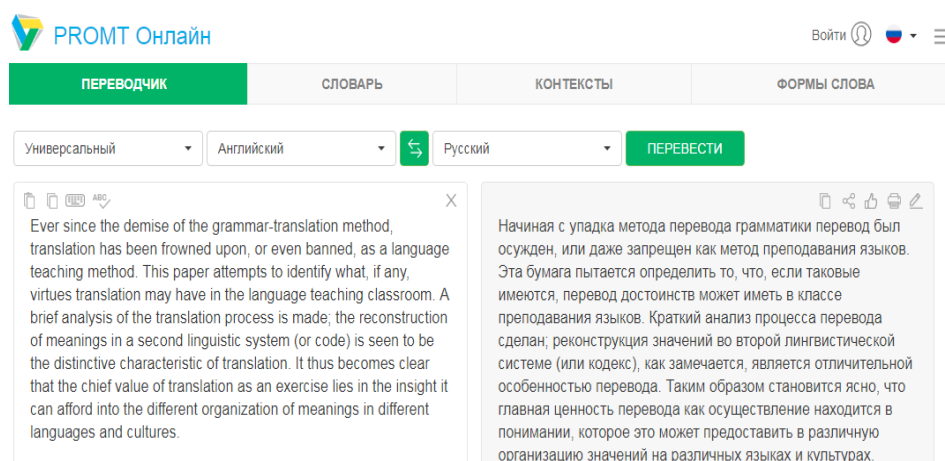 PROMT Онлайн
Войти
ПЕРЕВОДЧИК
СЛОВАРЬ
КОНТЕКСТЫ
ФОРМЫ СЛОВА
Универсальный
Английский
Русский
ПЕРЕВЕСТИ
ABC
X
Ever since the demise of the grammar-translation method,
translation has been frowned upon, or even banned, as a language
teaching method. This paper attempts to identify what, if any,
virtues translation may have in the language teaching classroom. A
brief analysis of the translation process is made; the reconstruction
of meanings in a second linguistic system (or code) is seen to be
the distinctive characteristic of translation. It thus becomes clear
that the chief value of translation as an exercise lies in the insight it
can afford into the different organization of meanings in different
languages and cultures.
Начиная с упадка метода перевода грамматики перевод был
осужден, или даже запрещен как метод преподавания языков.
Эта бумага пытается определить то, что, если таковые
имеются, перевод достоинств может иметь в классе
преподавания языков. Краткий анализ процесса перевода
сделан; реконструкция значений во второй лингвистической
системе (или кодекс), как замечается, является отличительной
особенностью перевода. Таким образом становится ясно, что
главная ценность перевода как осуществление находится в
понимании, которое это может предоставить в различную
организацию значений на различных языках и культурах.